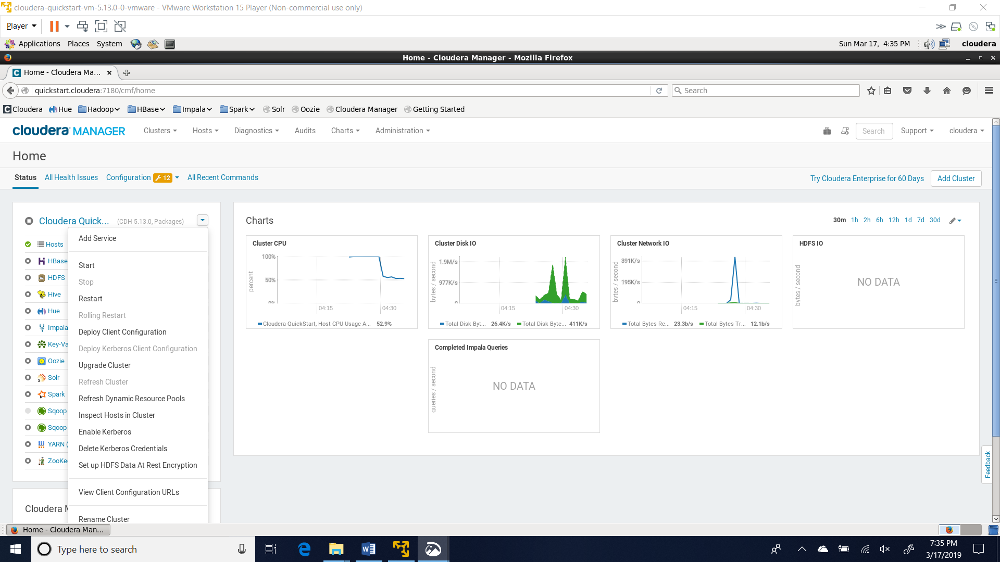 cloudera-quickstart-vm-5.13.0-0-vmware - VMware Workstation 15 Player (Non-commercial use only)
Player
Applications Places System Sun Mar 17, 4:35 PM cloudera
Home - Cloudera Manager - Mozilla Firefox
Home - Cloudera Ma...
quickstart.cloudera:7180/cmf/home Search
Cloudera Hue Hadoop HBase Impala Spark Solr Oozie Cloudera Manager Getting Started
cloudera MANAGER Clusters Hosts Diagnostics Audits Charts Administration Search Support cloudera
Home
Status All Health Issues Configuration 12 All Recent Commands Try Cloudera Enterprise for 60 Days Add Cluster
Cloudera Quick... (CDH 5.13.0, Packages)
Hosts
HBase
HDFS
Hive
Hue
Impala
Key-Va
Oozie
Solr
Spark
Sqoop
Sqoop
YARN (
ZooKe
Cloudera M
Add Service
Start
Stop
Restart
Rolling Restart
Deploy Client Configuration
Deploy Kerberos Client Configuration
Upgrade Cluster
Refresh Cluster
Refresh Dynamic Resource Pools
Inspect Hosts in Cluster
Enable Kerberos
Delete Kerberos Credentials
Set up HDFS Data At Rest Encryption
View Client Configuration URLs
Rename Cluster
Charts 30m 1h 2h 6h 12h 1d 7d 30d
Cluster CPU
percent
100%
50%
0%
04:15 04:30
Cloudera QuickStart, Host CPU Usage A... 52.9%
Cluster Disk IO
bytes / second
1.9M/s
977K/s
0
04:15 04:30
Total Disk Byt... 26.4K/s Total Disk Byte... 411K/s
Cluster Network IO
bytes / second
391K/s
195K/s
0
04:15 04:30
Total Bytes Re... 23.3b/s Total Bytes Tr... 12.1b/s
HDFS IO
bytes / second
NO DATA
Completed Impala Queries
queries / second
NO DATA
Feedback
Home - Cloudera Man...
Type here to search
7:35 PM
3/17/2019